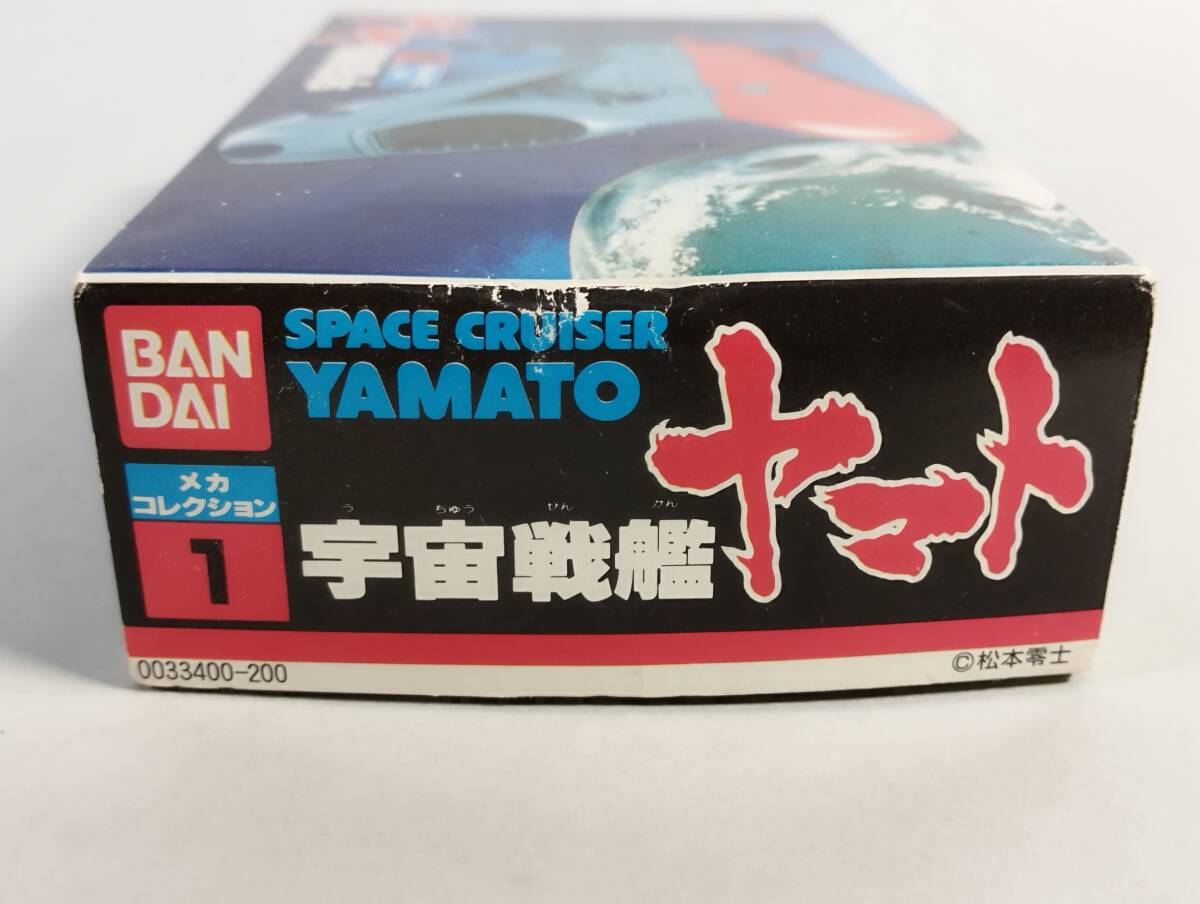 BAN
DAI
SPACE CRUISER
YAMATO
メカ
コレクション
1
う ちゅう せん かん
宇宙戦艦
ヤマト
0033400-200
©松本零士